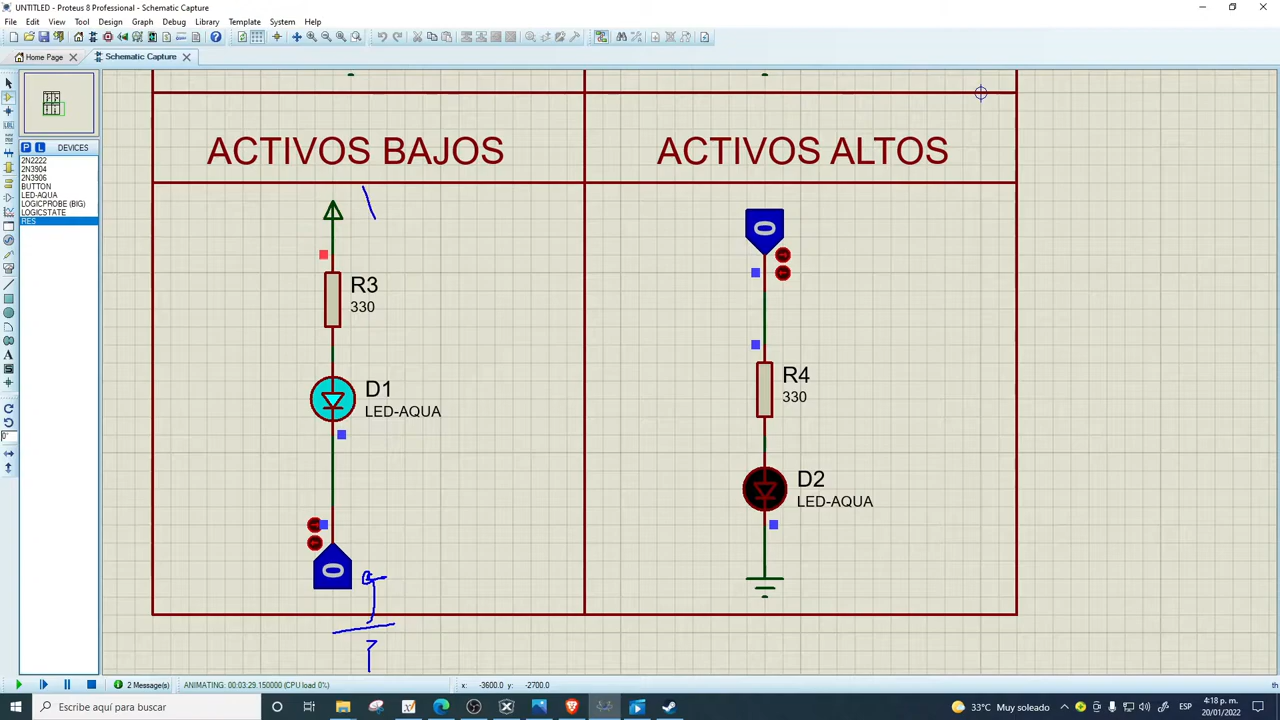 UNTITLED - Proteus 8 Professional - Schematic Capture
File Edit View Tool Design Graph Debug Library Template System Help
Home Page Schematic Capture
ACTIVOS BAJOS ACTIVOS ALTOS
P L DEVICES
2N2222
2N3904
2N3906
BUTTON
LED-AQUA
LOGICPROBE (BIG)
LOGICSTATE
RES
0
R3
330
R4
330
D1
LED-AQUA
D2
LED-AQUA
0
2 Message(s) ANIMATING: 00:03:29.150000 (CPU load 0%) x: -3600.0 y: -2700.0 th
Escribe aquí para buscar
33°C Muy soleado ESP 4:18 p. m.
20/01/2022